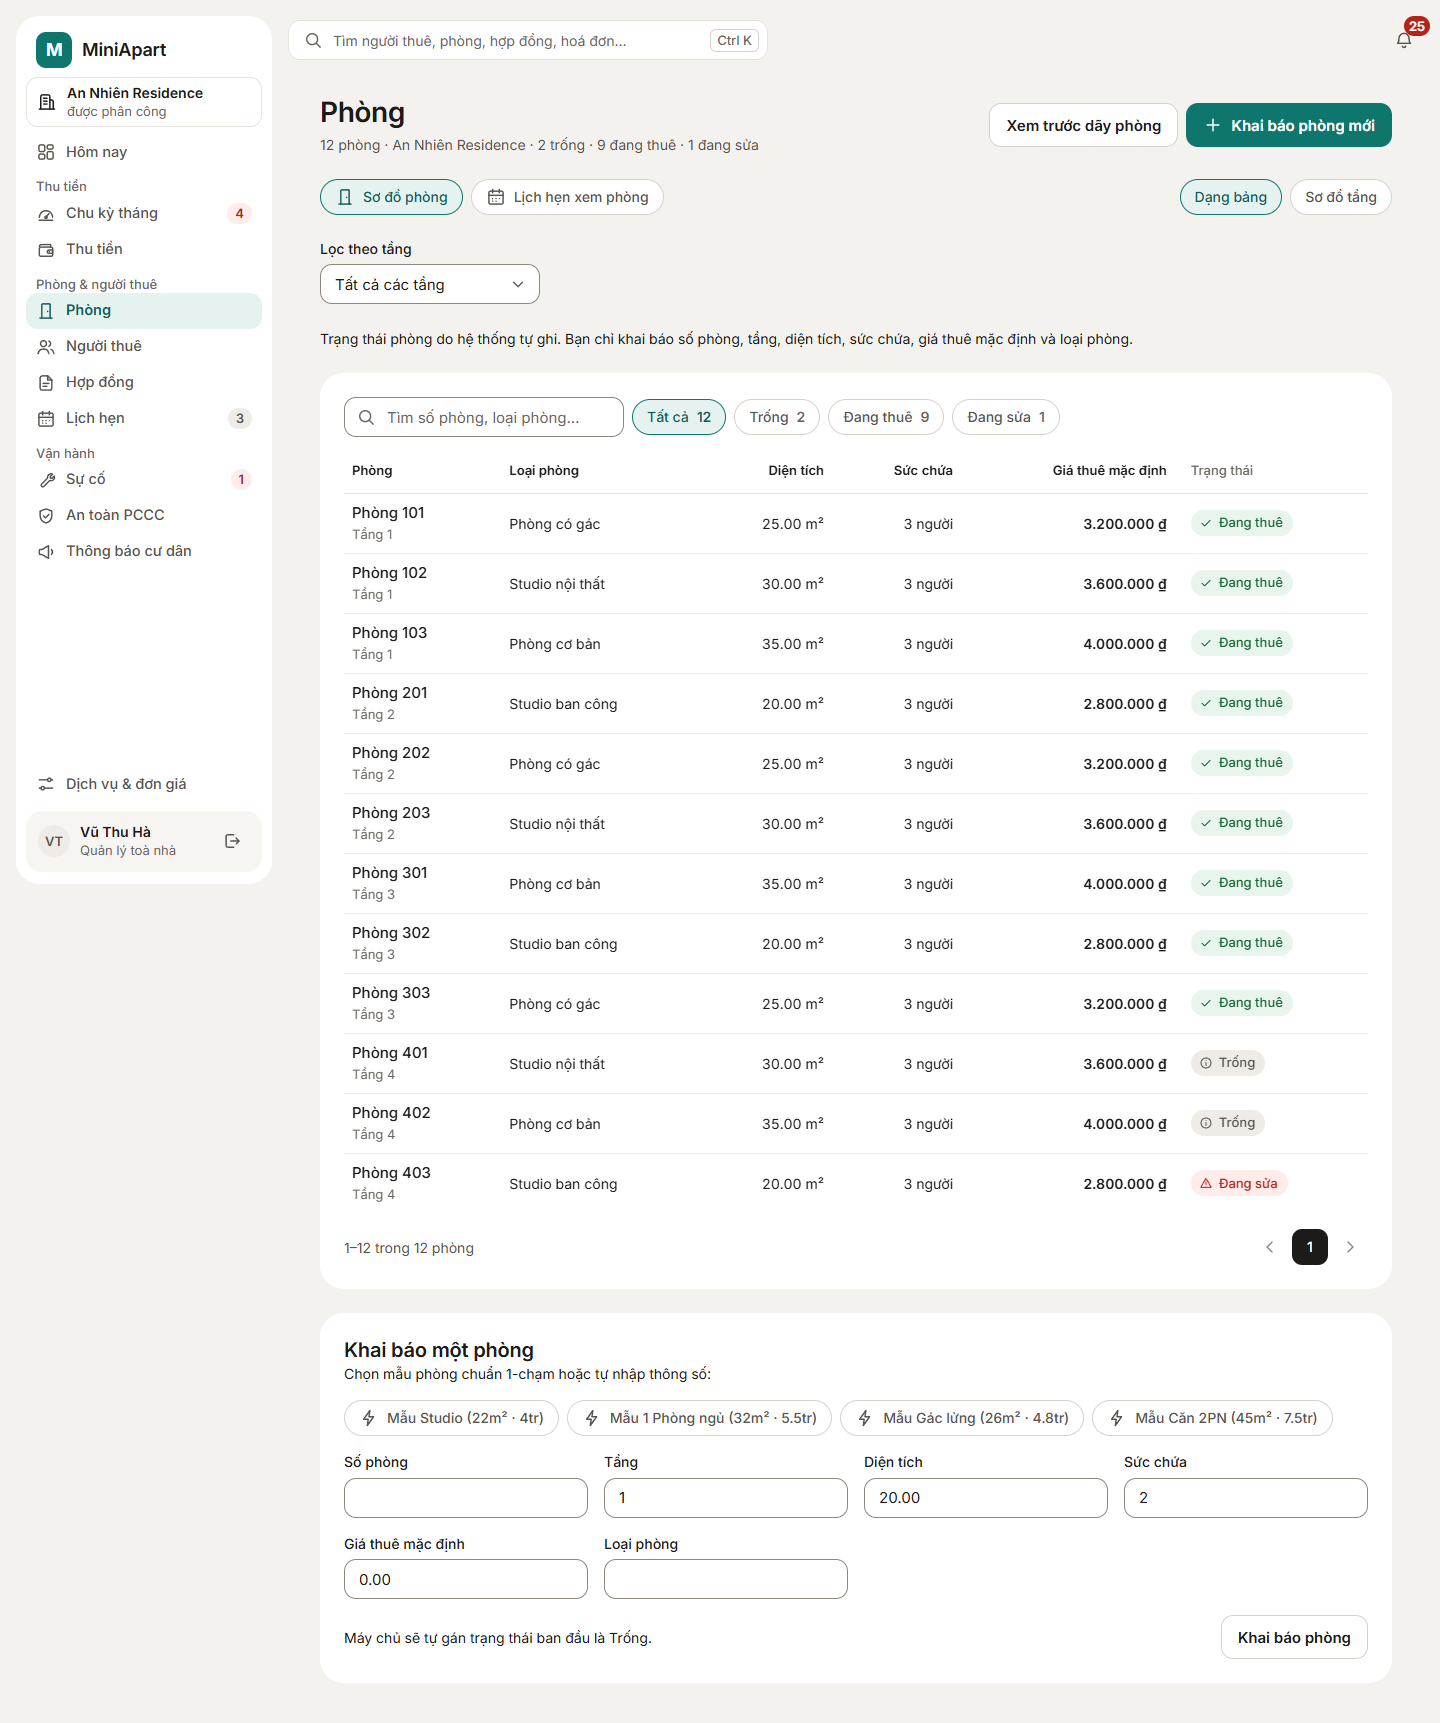 M MiniApart
An Nhiên Residence
được phân công
Hôm nay
Thu tiền
Chu kỳ tháng 4
Thu tiền
Phòng & người thuê
Phòng
Người thuê
Hợp đồng
Lịch hẹn 3
Vận hành
Sự cố 1
An toàn PCCC
Thông báo cư dân
Dịch vụ & đơn giá
VT Vũ Thu Hà
Quản lý toà nhà
Tìm người thuê, phòng, hợp đồng, hoá đơn... Ctrl K
25
Phòng
12 phòng · An Nhiên Residence · 2 trống · 9 đang thuê · 1 đang sửa
Xem trước dãy phòng Khai báo phòng mới
Sơ đồ phòng Lịch hẹn xem phòng Dạng bảng Sơ đồ tầng
Lọc theo tầng
Tất cả các tầng
Trạng thái phòng do hệ thống tự ghi. Bạn chỉ khai báo số phòng, tầng, diện tích, sức chứa, giá thuê mặc định và loại phòng.
Tìm số phòng, loại phòng... Tất cả 12 Trống 2 Đang thuê 9 Đang sửa 1
Phòng Loại phòng Diện tích Sức chứa Giá thuê mặc định Trạng thái
Phòng 101
Tầng 1
Phòng có gác 25.00 m² 3 người 3.200.000 ₫ Đang thuê
Phòng 102
Tầng 1
Studio nội thất 30.00 m² 3 người 3.600.000 ₫ Đang thuê
Phòng 103
Tầng 1
Phòng cơ bản 35.00 m² 3 người 4.000.000 ₫ Đang thuê
Phòng 201
Tầng 2
Studio ban công 20.00 m² 3 người 2.800.000 ₫ Đang thuê
Phòng 202
Tầng 2
Phòng có gác 25.00 m² 3 người 3.200.000 ₫ Đang thuê
Phòng 203
Tầng 2
Studio nội thất 30.00 m² 3 người 3.600.000 ₫ Đang thuê
Phòng 301
Tầng 3
Phòng cơ bản 35.00 m² 3 người 4.000.000 ₫ Đang thuê
Phòng 302
Tầng 3
Studio ban công 20.00 m² 3 người 2.800.000 ₫ Đang thuê
Phòng 303
Tầng 3
Phòng có gác 25.00 m² 3 người 3.200.000 ₫ Đang thuê
Phòng 401
Tầng 4
Studio nội thất 30.00 m² 3 người 3.600.000 ₫ Trống
Phòng 402
Tầng 4
Phòng cơ bản 35.00 m² 3 người 4.000.000 ₫ Trống
Phòng 403
Tầng 4
Studio ban công 20.00 m² 3 người 2.800.000 ₫ Đang sửa
1–12 trong 12 phòng 1
Khai báo một phòng
Chọn mẫu phòng chuẩn 1-chạm hoặc tự nhập thông số:
Mẫu Studio (22m² · 4tr) Mẫu 1 Phòng ngủ (32m² · 5.5tr) Mẫu Gác lửng (26m² · 4.8tr) Mẫu Căn 2PN (45m² · 7.5tr)
Số phòng Tầng Diện tích Sức chứa
1 20.00 2
Giá thuê mặc định Loại phòng
0.00
Máy chủ sẽ tự gán trạng thái ban đầu là Trống. Khai báo phòng